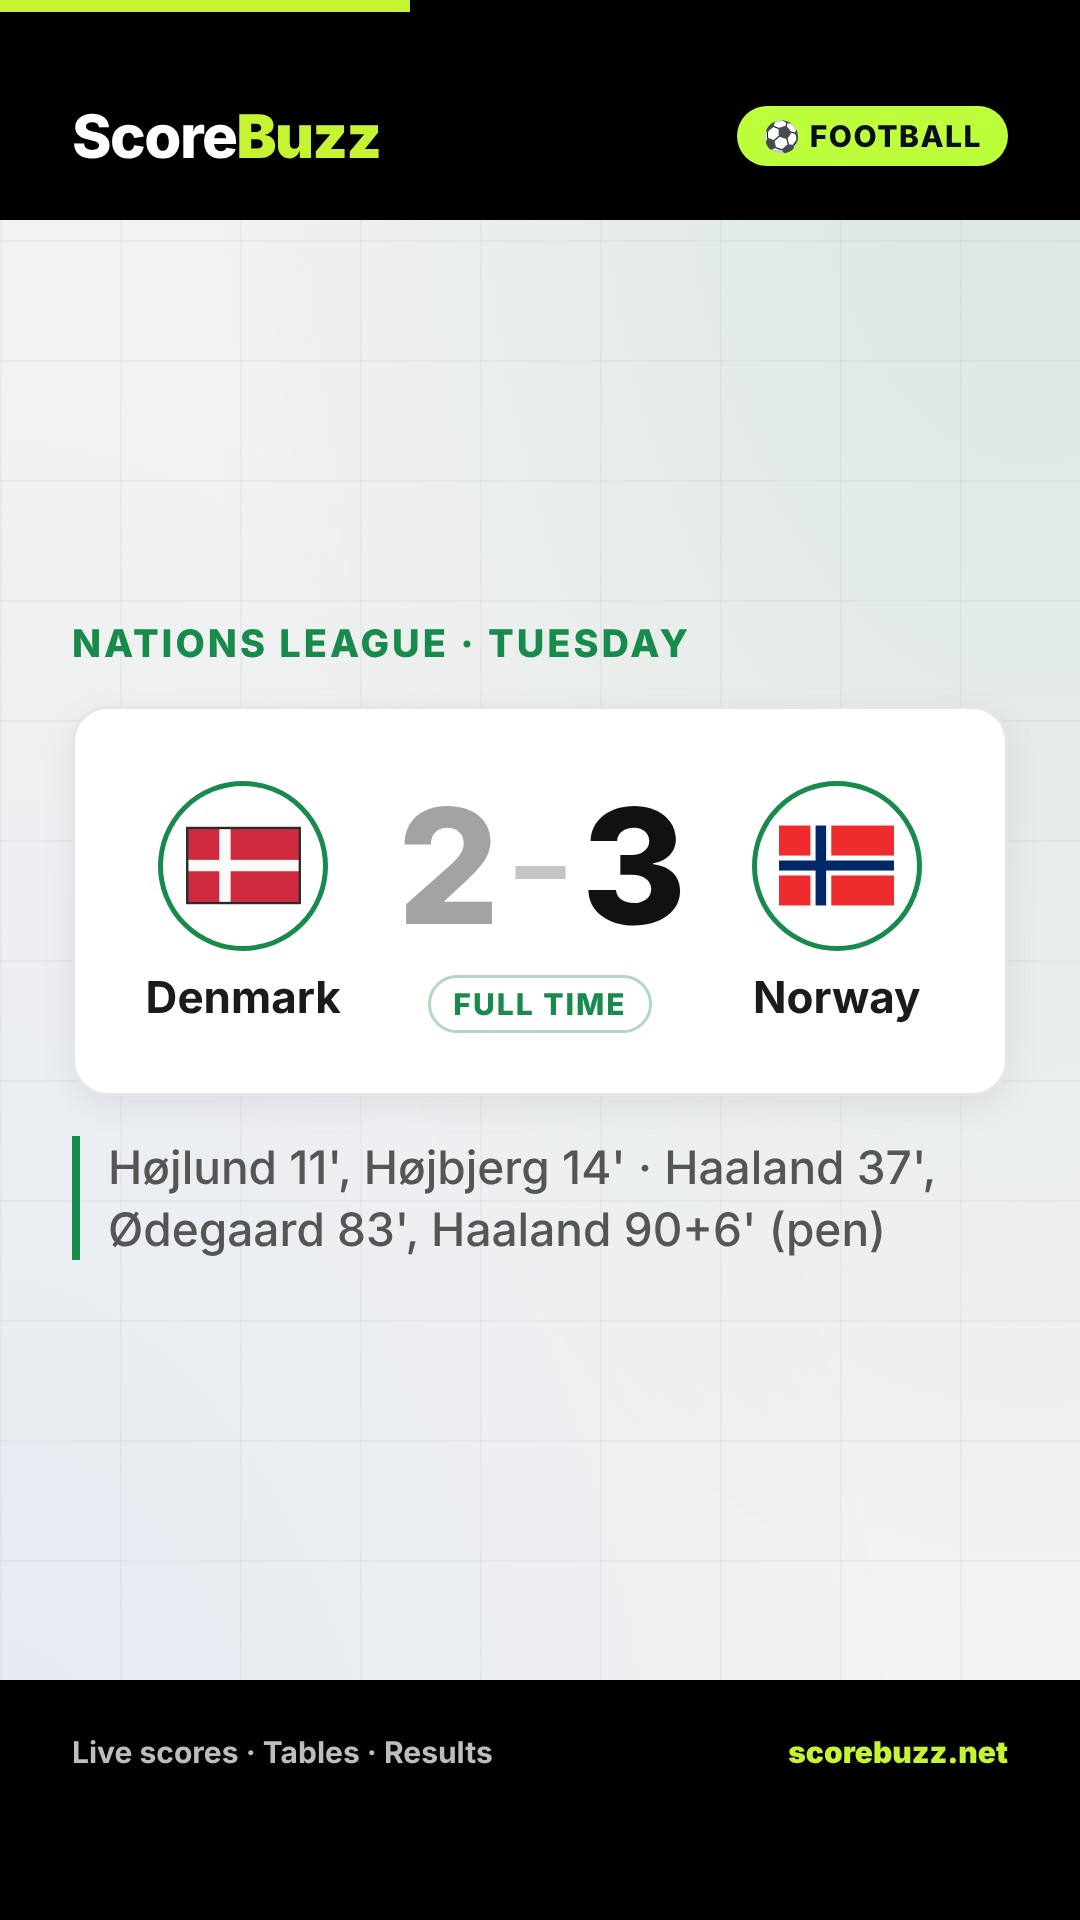 ScoreBuzz
⚽ FOOTBALL
NATIONS LEAGUE · TUESDAY
2 - 3
Denmark
FULL TIME
Norway
Højlund 11', Højbjerg 14' · Haaland 37',
Ødegaard 83', Haaland 90+6' (pen)
Live scores · Tables · Results
scorebuzz.net